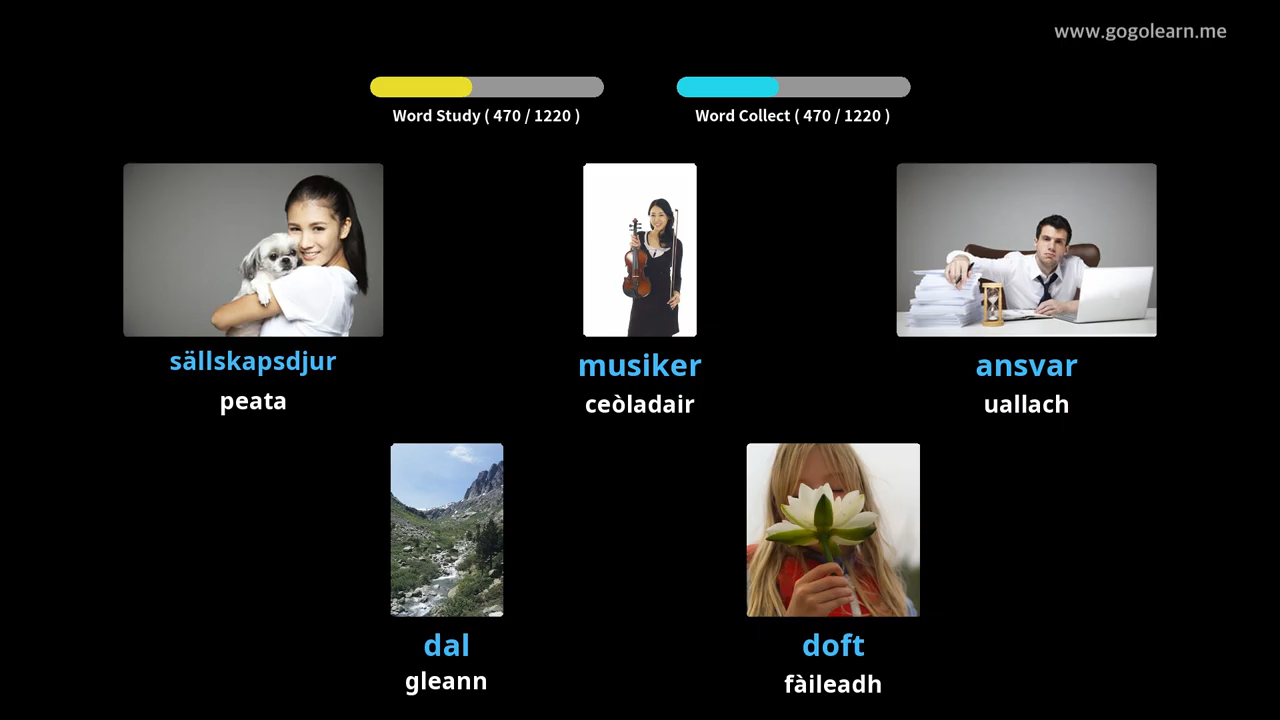 www.gogolearn.me
Word Study ( 470 / 1220 )
Word Collect ( 470 / 1220 )
sällskapsdjur
peata
musiker
ceòladair
ansvar
uallach
dal
gleann
doft
fàileadh